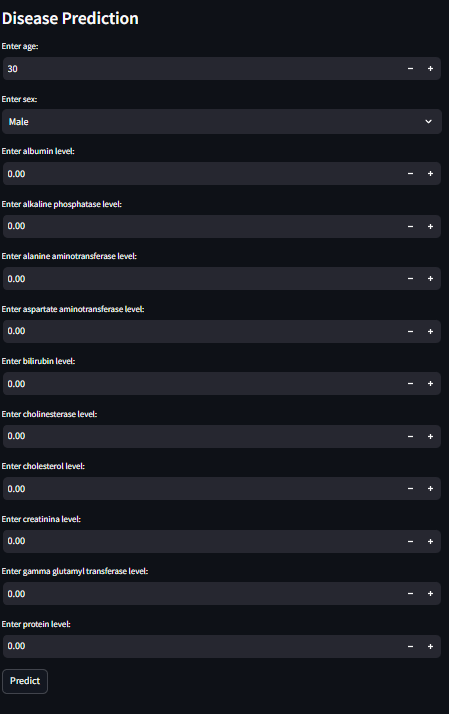 Disease Prediction
Enter age:
30
Enter sex:
Male
Enter albumin level:
0.00
Enter alkaline phosphatase level:
0.00
Enter alanine aminotransferase level:
0.00
Enter aspartate aminotransferase level:
0.00
Enter bilirubin level:
0.00
Enter cholinesterase level:
0.00
Enter cholesterol level:
0.00
Enter creatinina level:
0.00
Enter gamma glutamyl transferase level:
0.00
Enter protein level:
0.00
Predict